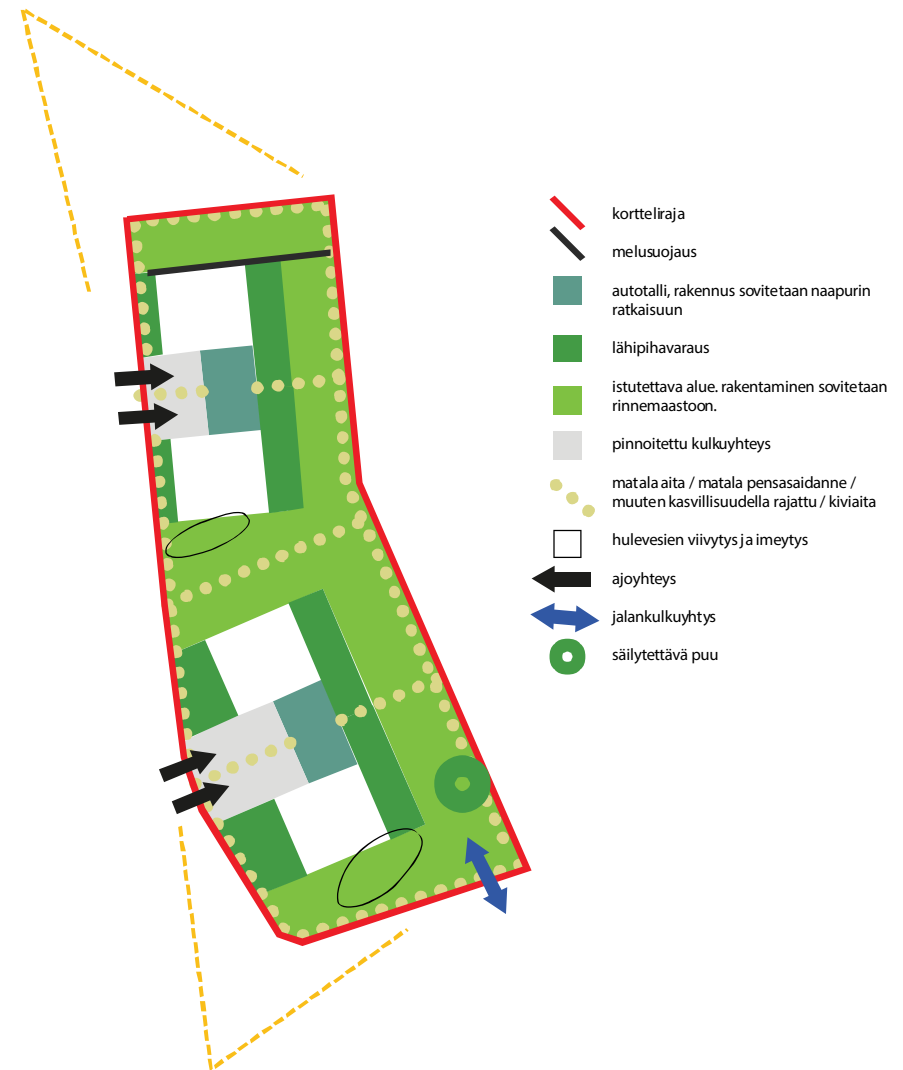 kortteliraja
melusuojaus
autotalli, rakennus sovitetaan naapurin
ratkaisuun
lähipihavaraus
istutettava alue. rakentaminen sovitetaan
rinnemaastoon.
pinnoitettu kulkuyhteys
matala aita / matala pensasaidanne /
muuten kasvillisuudella rajattu / kiviaita
hulevesien viivytys ja imeytys
ajoyhteys
jalankulkuyhtys
säilytettävä puu